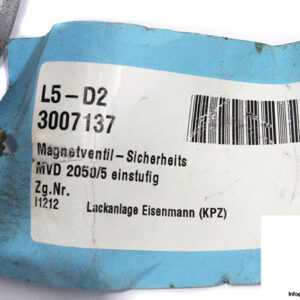 L5-D2
3007137
Magnetventil-Sicherheits
MVD 2050/5 einstufig
Zg.Nr.
I1212 Lackanlage Eisenmann (KPZ)